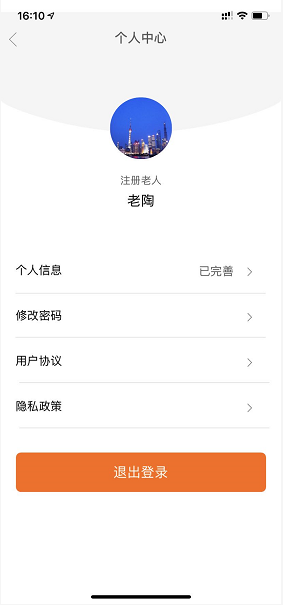 16:10
个人中心
注册老人
老陶
个人信息 已完善
修改密码
用户协议
隐私政策
退出登录